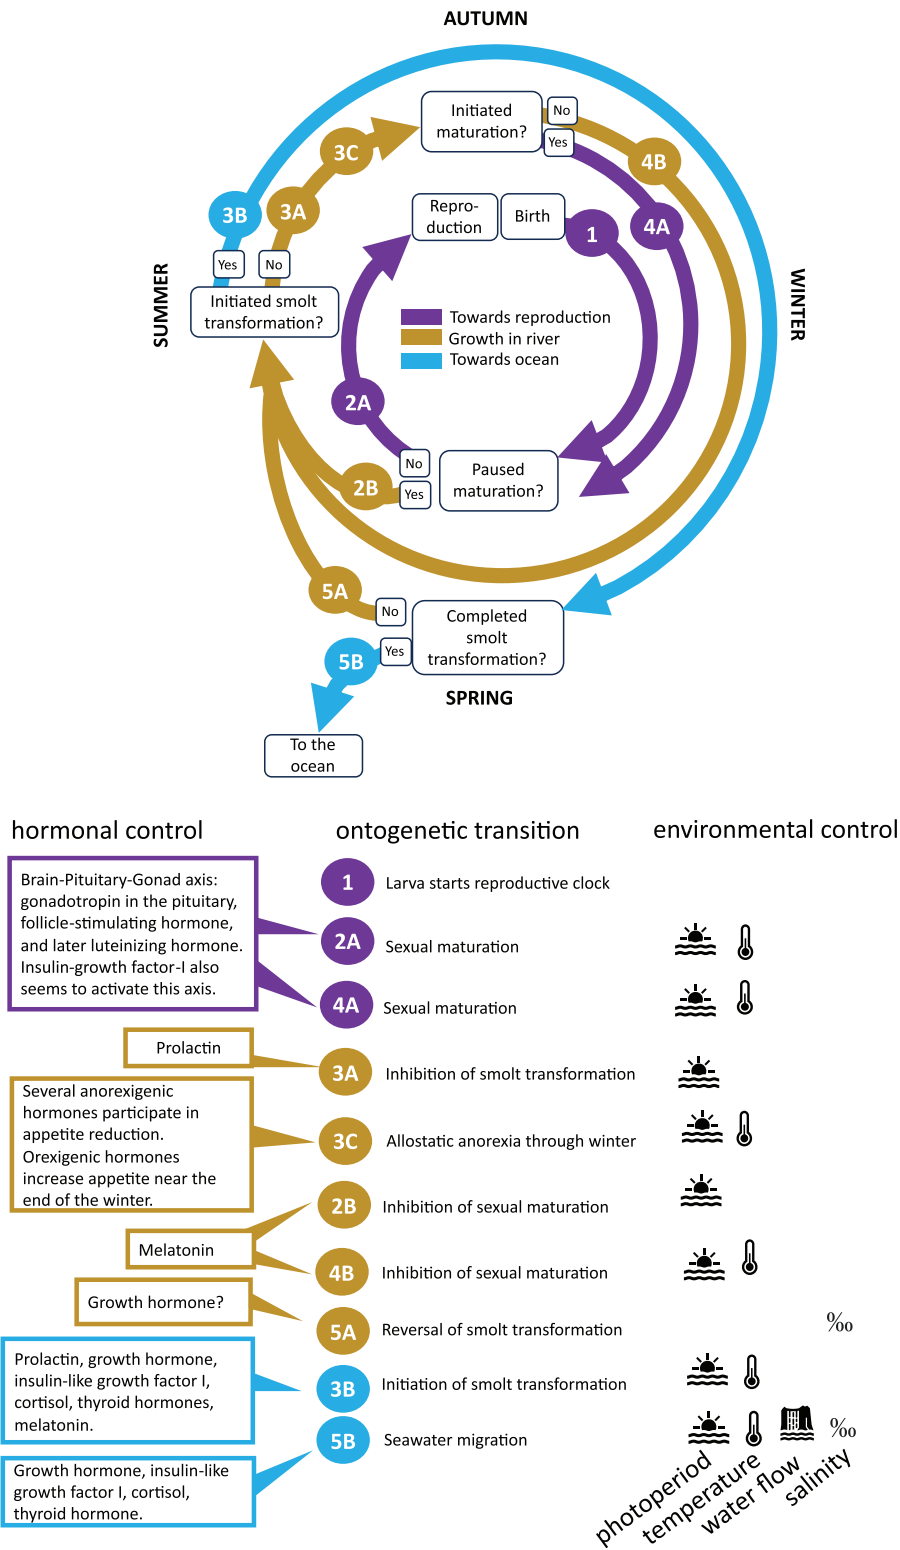 AUTUMN
Initiated
maturation?
No
Yes
3C
4B
3B
3A
Repro-
duction
Birth
1
4A
Yes
No
SUMMER
Initiated smolt
transformation?
WINTER
Towards reproduction
Growth in river
Towards ocean
2A
No
Yes
2B
Paused
maturation?
5A
No
Completed
smolt
transformation?
Yes
5B
SPRING
To the
ocean
hormonal control
ontogenetic transition
environmental control
Brain-Pituitary-Gonad axis:
gonadotropin in the pituitary,
follicle-stimulating hormone,
and later luteinizing hormone.
Insulin-growth factor-I also
seems to activate this axis.
1 Larva starts reproductive clock
2A Sexual maturation
4A Sexual maturation
Prolactin
3A Inhibition of smolt transformation
Several anorexigenic
hormones participate in
appetite reduction.
Orexigenic hormones
increase appetite near the
end of the winter.
3C Allostatic anorexia through winter
2B Inhibition of sexual maturation
Melatonin
4B Inhibition of sexual maturation
Growth hormone?
5A Reversal of smolt transformation ‰
Prolactin, growth hormone,
insulin-like growth factor I,
cortisol, thyroid hormones,
melatonin.
3B Initiation of smolt transformation
5B Seawater migration ‰
Growth hormone, insulin-like
growth factor I, cortisol,
thyroid hormone.
photoperiod
temperature
water flow
salinity